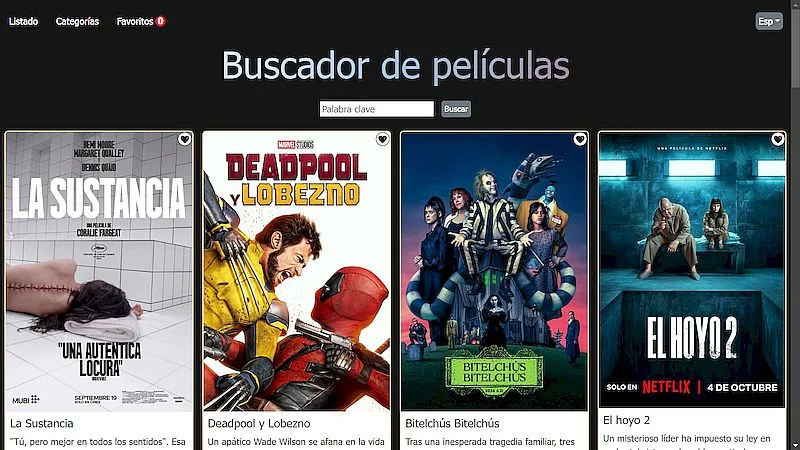 Listado Categorías Favoritos 0 Esp
Buscador de películas
Palabra clave Buscar
DEMI MOORE
MARGARET QUALLEY
DENNIS QUAID
LA SUSTANCIA
UNA PELÍCULA DE
CORALIE FARGEAT
"UNA AUTÉNTICA
LOCURA"
MUBI
SEPTIEMBRE 19
SOLO EN CINES
MARVEL STUDIOS
DEADPOOL
Y LOBEZNO
BITELCHÚS
BITELCHÚS
UNA PELÍCULA DE NETFLIX
EL HOYO 2
SOLO EN NETFLIX | 4 DE OCTUBRE
La Sustancia
"Tú, pero mejor en todos los sentidos". Esa
Deadpool y Lobezno
Un apático Wade Wilson se afana en la vida
Bitelchús Bitelchús
Tras una inesperada tragedia familiar, tres
El hoyo 2
Un misterioso líder ha impuesto su ley en